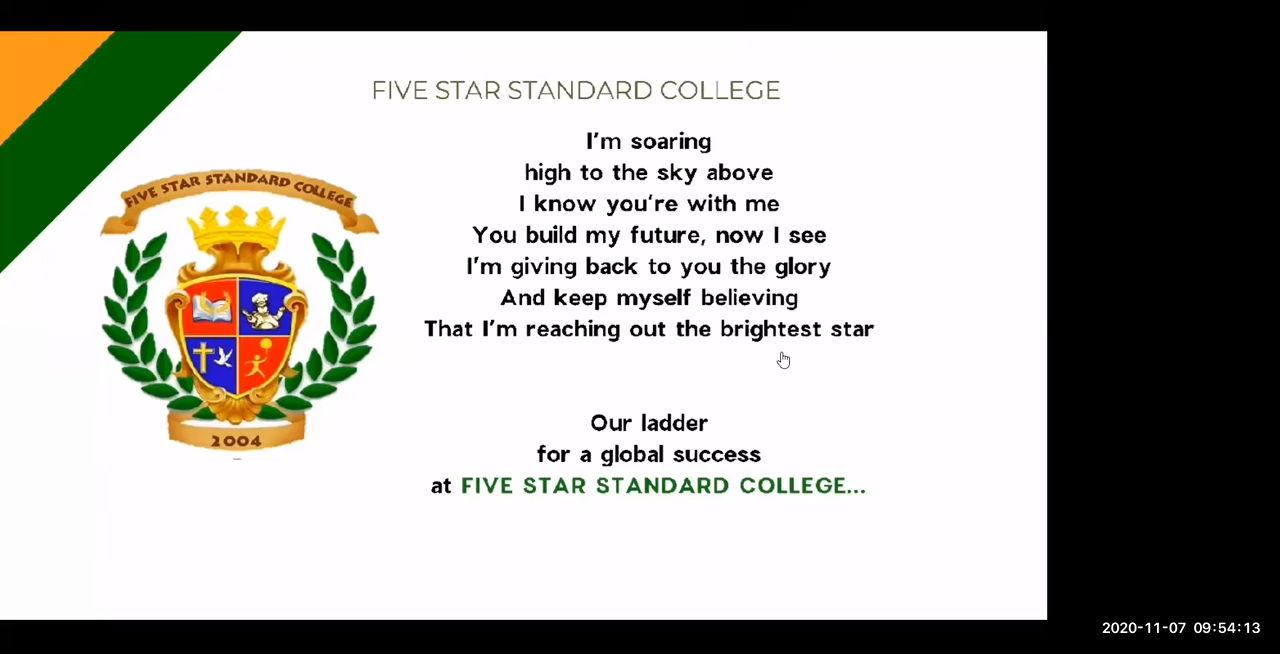 FIVE STAR STANDARD COLLEGE
I'm soaring
high to the sky above
I know you're with me
You build my future, now I see
I'm giving back to you the glory
And keep myself believing
That I'm reaching out the brightest star
Our ladder
for a global success
at FIVE STAR STANDARD COLLEGE...
FIVE STAR STANDARD COLLEGE
2004
2020-11-07 09:54:13